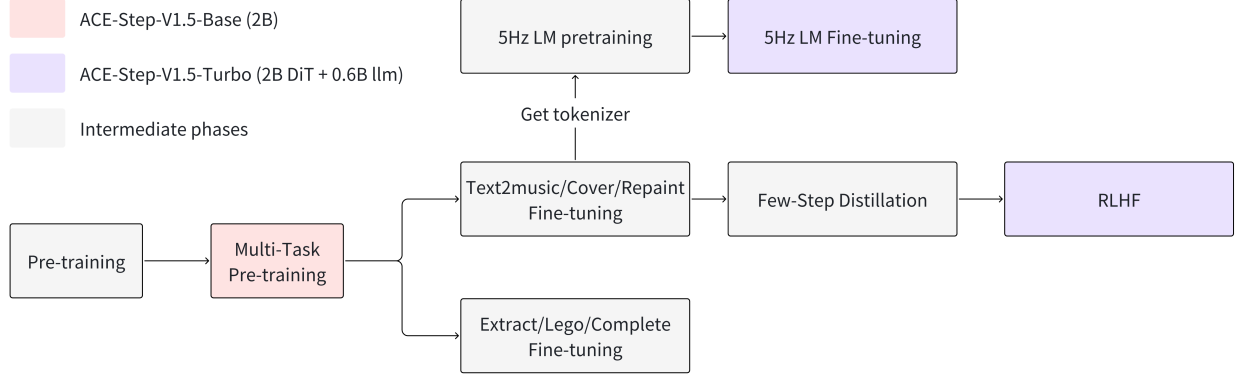 ACE-Step-V1.5-Base (2B)
ACE-Step-V1.5-Turbo (2B DiT + 0.6B llm)
Intermediate phases
5Hz LM pretraining
5Hz LM Fine-tuning
Get tokenizer
Text2music/Cover/Repaint
Fine-tuning
Few-Step Distillation
RLHF
Pre-training
Multi-Task
Pre-training
Extract/Lego/Complete
Fine-tuning